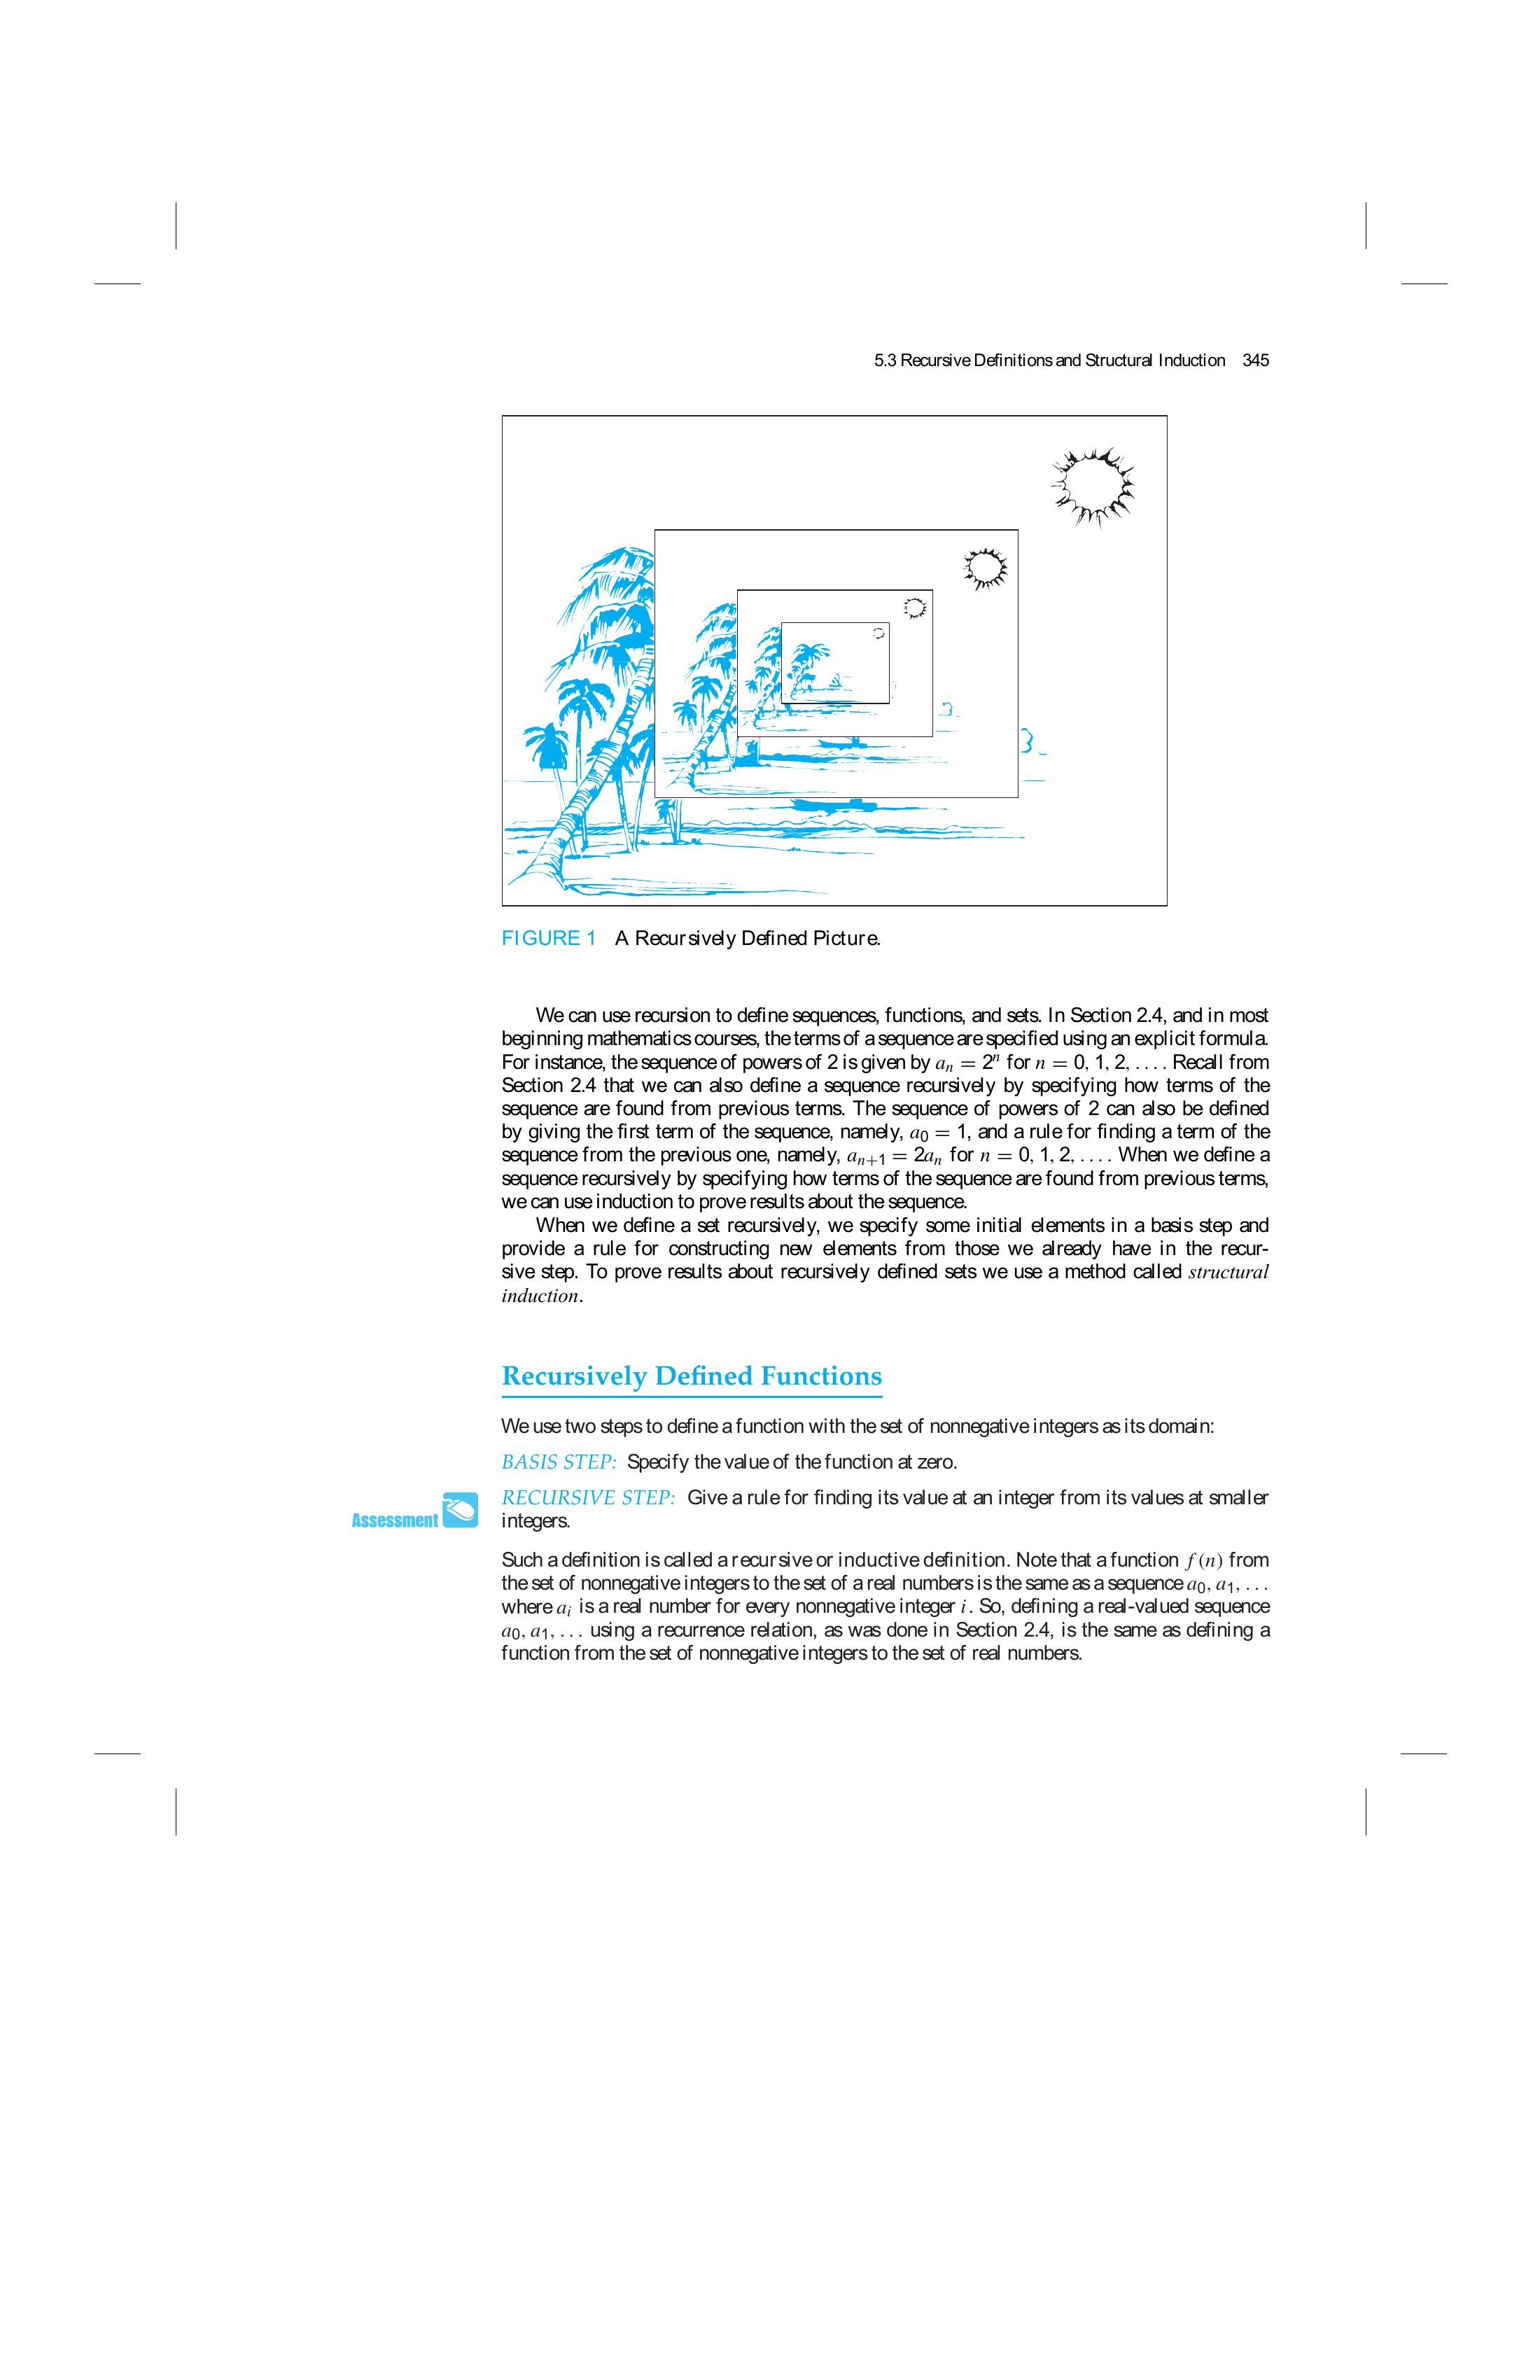 5.3 Recursive Definitions and Structural Induction 345
FIGURE 1 A Recursively Defined Picture.
We can use recursion to define sequences, functions, and sets. In Section 2.4, and in most
beginning mathematics courses, the terms of a sequence are specified using an explicit formula.
For instance, the sequence of powers of 2 is given by aₙ = 2ⁿ for n = 0, 1, 2, . . . . Recall from
Section 2.4 that we can also define a sequence recursively by specifying how terms of the
sequence are found from previous terms. The sequence of powers of 2 can also be defined
by giving the first term of the sequence, namely, a₀ = 1, and a rule for finding a term of the
sequence from the previous one, namely, aₙ₊₁ = 2aₙ for n = 0, 1, 2, . . . . When we define a
sequence recursively by specifying how terms of the sequence are found from previous terms,
we can use induction to prove results about the sequence.
When we define a set recursively, we specify some initial elements in a basis step and
provide a rule for constructing new elements from those we already have in the recur-
sive step. To prove results about recursively defined sets we use a method called structural
induction.
Recursively Defined Functions
We use two steps to define a function with the set of nonnegative integers as its domain:
BASIS STEP: Specify the value of the function at zero.
RECURSIVE STEP: Give a rule for finding its value at an integer from its values at smaller
integers.
Assessment
Such a definition is called a recursive or inductive definition. Note that a function f (n) from
the set of nonnegative integers to the set of a real numbers is the same as a sequence a₀, a₁, . . .
where aᵢ is a real number for every nonnegative integer i. So, defining a real-valued sequence
a₀, a₁, . . . using a recurrence relation, as was done in Section 2.4, is the same as defining a
function from the set of nonnegative integers to the set of real numbers.